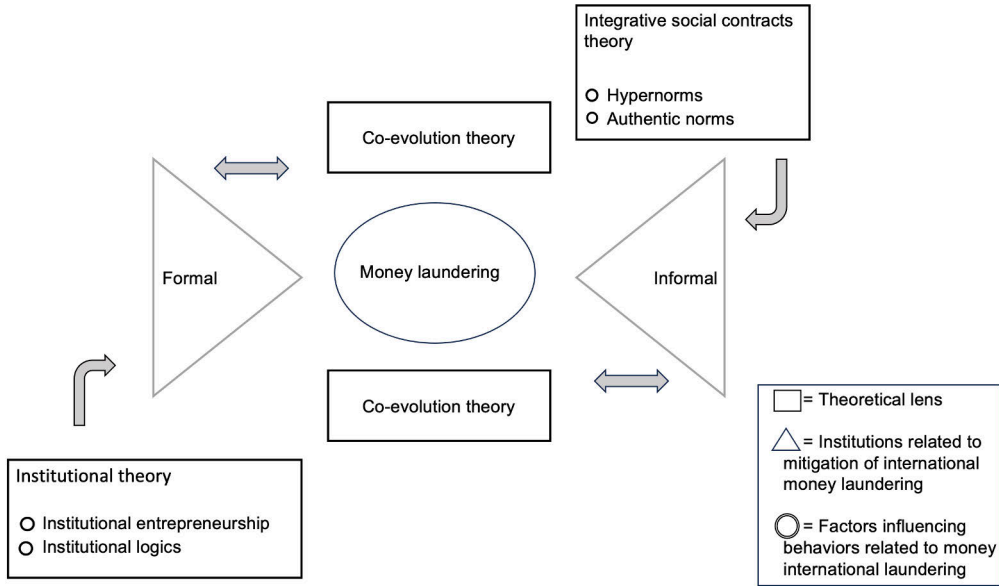 Integrative social contracts
theory
Hypernorms
Authentic norms
Co-evolution theory
Formal
Money laundering
Informal
Co-evolution theory
Institutional theory
Institutional entrepreneurship
Institutional logics
= Theoretical lens
= Institutions related to
mitigation of international
money laundering
= Factors influencing
behaviors related to money
international laundering